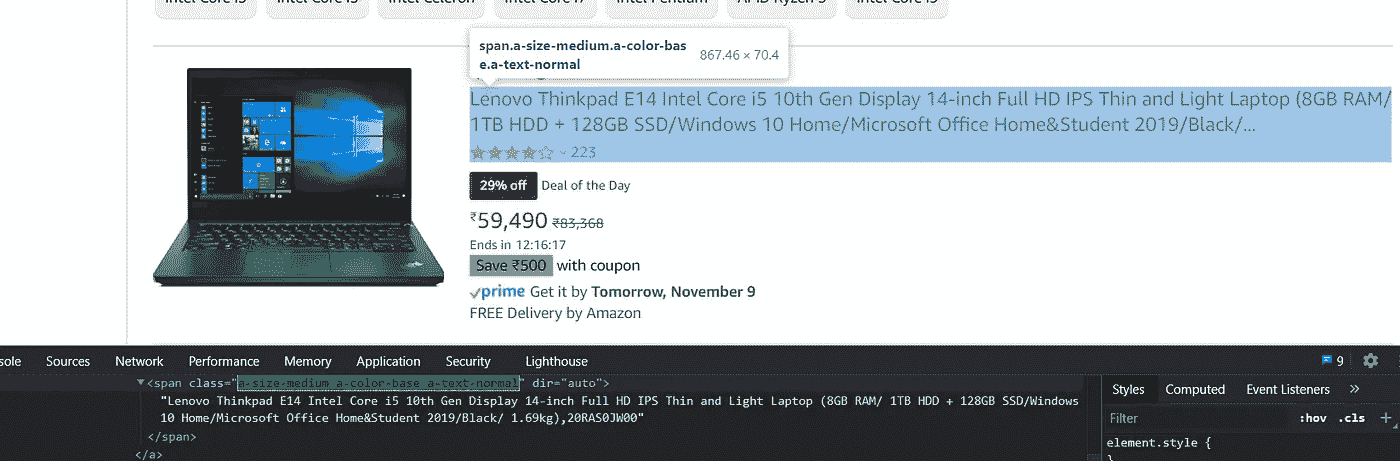 Intel Core i5
Intel Core i3
Intel Celeron
Intel Core i7
Intel Pentium
AMD Ryzen 5
span.a-size-medium.a-color-bas
e.a-text-normal
867.46 × 70.4
Lenovo Thinkpad E14 Intel Core i5 10th Gen Display 14-inch Full HD IPS Thin and Light Laptop (8GB RAM/
1TB HDD + 128GB SSD/Windows 10 Home/Microsoft Office Home&Student 2019/Black/...
223
29% off Deal of the Day
₹59,490 ₹83,368
Ends in 12:16:17
Save ₹500 with coupon
prime Get it by Tomorrow, November 9
FREE Delivery by Amazon
sole Sources Network Performance Memory Application Security Lighthouse 9
<span class="a-size-medium a-color-base a-text-normal" dir="auto">
"Lenovo Thinkpad E14 Intel Core i5 10th Gen Display 14-inch Full HD IPS Thin and Light Laptop (8GB RAM/ 1TB HDD + 128GB SSD/Windows
10 Home/Microsoft Office Home&Student 2019/Black/ 1.69kg),20RAS0JW00"
</span>
</a>
Styles Computed Event Listeners »
Filter :hov .cls +
element.style {
}